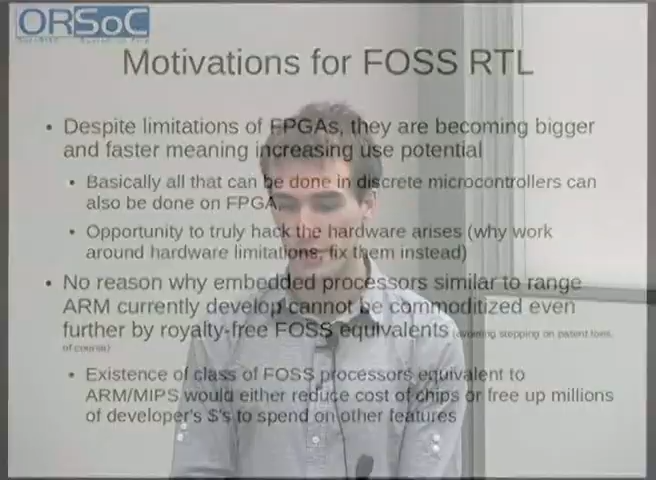 ORSoC
Motivations for FOSS RTL
• Despite limitations of FPGAs, they are becoming bigger
and faster meaning increasing use potential
• Basically all that can be done in discrete microcontrollers can
also be done on FPGA.
• Opportunity to truly hack the hardware arises (why work
around hardware limitations, fix them instead)
• No reason why embedded processors similar to range
ARM currently develop cannot be commoditized even
further by royalty-free FOSS equivalents (avoiding stepping on patent toes,
of course)
• Existence of class of FOSS processors equivalent to
ARM/MIPS would either reduce cost of chips or free up millions
of developer's $'s to spend on other features